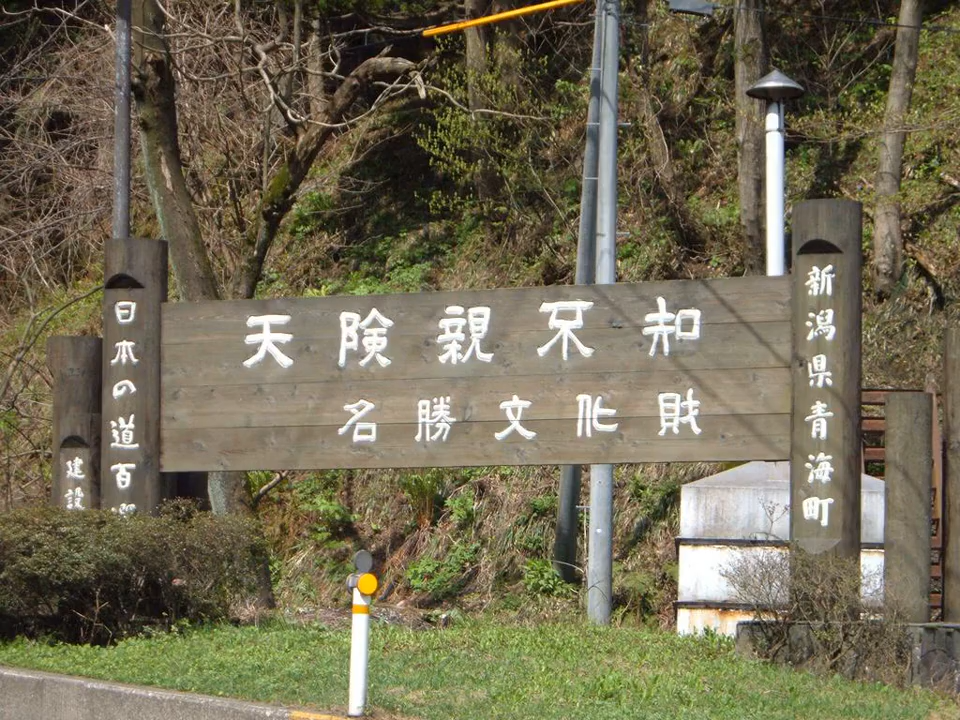 天険親不知
名勝文化財
日本の道百選
建設
新潟県青海町